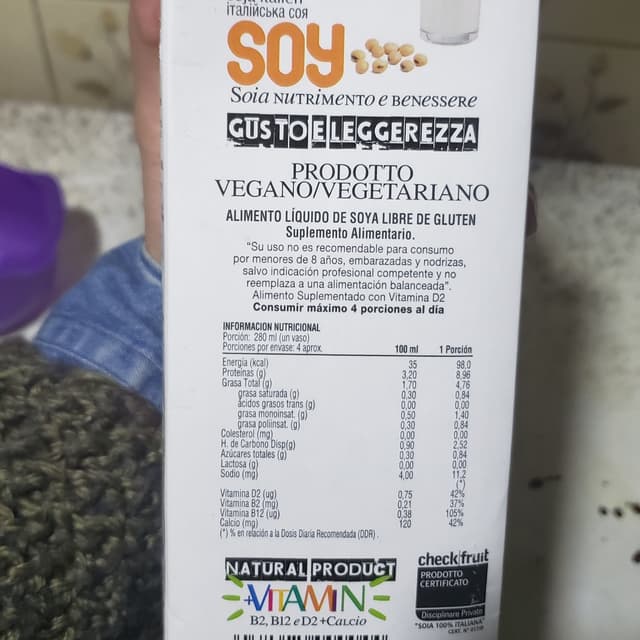 італійська соя
SOY
Soia NUTRIMENTO E BENESSERE
GUSTO E LEGGEREZZA
PRODOTTO
VEGANO/VEGETARIANO
ALIMENTO LÍQUIDO DE SOYA LIBRE DE GLUTEN
Suplemento Alimentario.
"Su uso no es recomendable para consumo
por menores de 8 años, embarazadas y nodrizas,
salvo indicación profesional competente y no
reemplaza a una alimentación balanceada".
Alimento Suplementado con Vitamina D2
Consumir máximo 4 porciones al día
INFORMACION NUTRICIONAL
Porción: 280 ml (un vaso)
Porciones por envase: 4 aprox. 100 ml 1 Porción
Energía (kcal) 35 98,0
Proteínas (g) 3,20 8,96
Grasa Total (g) 1,70 4,76
grasa saturada (g) 0,30 0,84
ácidos grasos trans (g) 0,00 0,00
grasa monoinsat. (g) 0,50 1,40
grasa poliinsat. (g) 0,30 0,84
Colesterol (mg) 0,00 0,00
H. de Carbono Disp(g) 0,90 2,52
Azúcares totales (g) 0,30 0,84
Lactosa (g) 0,00 0,00
Sodio (mg) 4,00 11,2
(*)
Vitamina D2 (ug) 0,75 42%
Vitamina B2 (mg) 0,21 37%
Vitamina B12 (ug) 0,38 105%
Calcio (mg) 120 42%
(*) % en relación a la Dosis Diaria Recomendada (DDR).
NATURAL PRODUCT
+VITAMIN
B2, B12 e D2 +Calcio
checkfruit
PRODOTTO
CERTIFICATO
Disciplinare Privato
"SOIA 100% ITALIANA"